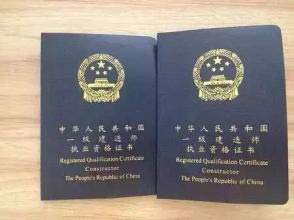 中华人民共和国
一级建造师
执业资格证书
Registered Qualification Certificate
Constructor
The People's Republic of China
中华人民共和国
一级建造师
执业资格证书
Registered Qualification Certificate
Constructor
The People's Republic of China